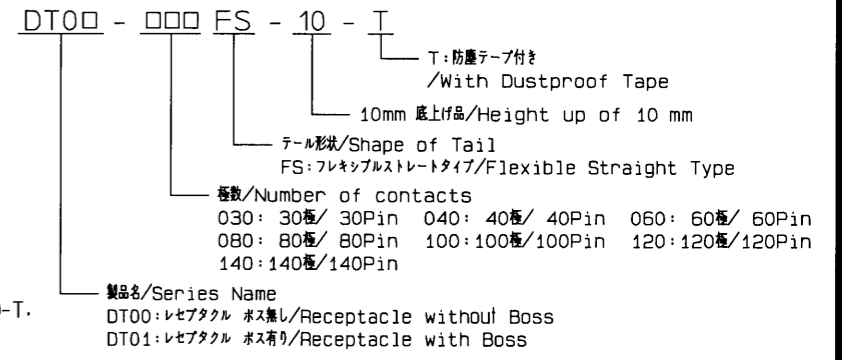 DT0□ - □□□ FS - 10 - T
T:防塵テープ付き
/With Dustproof Tape
10mm 底上げ品/Height up of 10 mm
テール形状/Shape of Tail
FS:フレキシブルストレートタイプ/Flexible Straight Type
極数/Number of contacts
030: 30極/ 30Pin 040: 40極/ 40Pin 060: 60極/ 60Pin
080: 80極/ 80Pin 100:100極/100Pin 120:120極/120Pin
140:140極/140Pin
製品名/Series Name
-T.
DT00:レセプタクル ボス無し/Receptacle without Boss
DT01:レセプタクル ボス有り/Receptacle with Boss